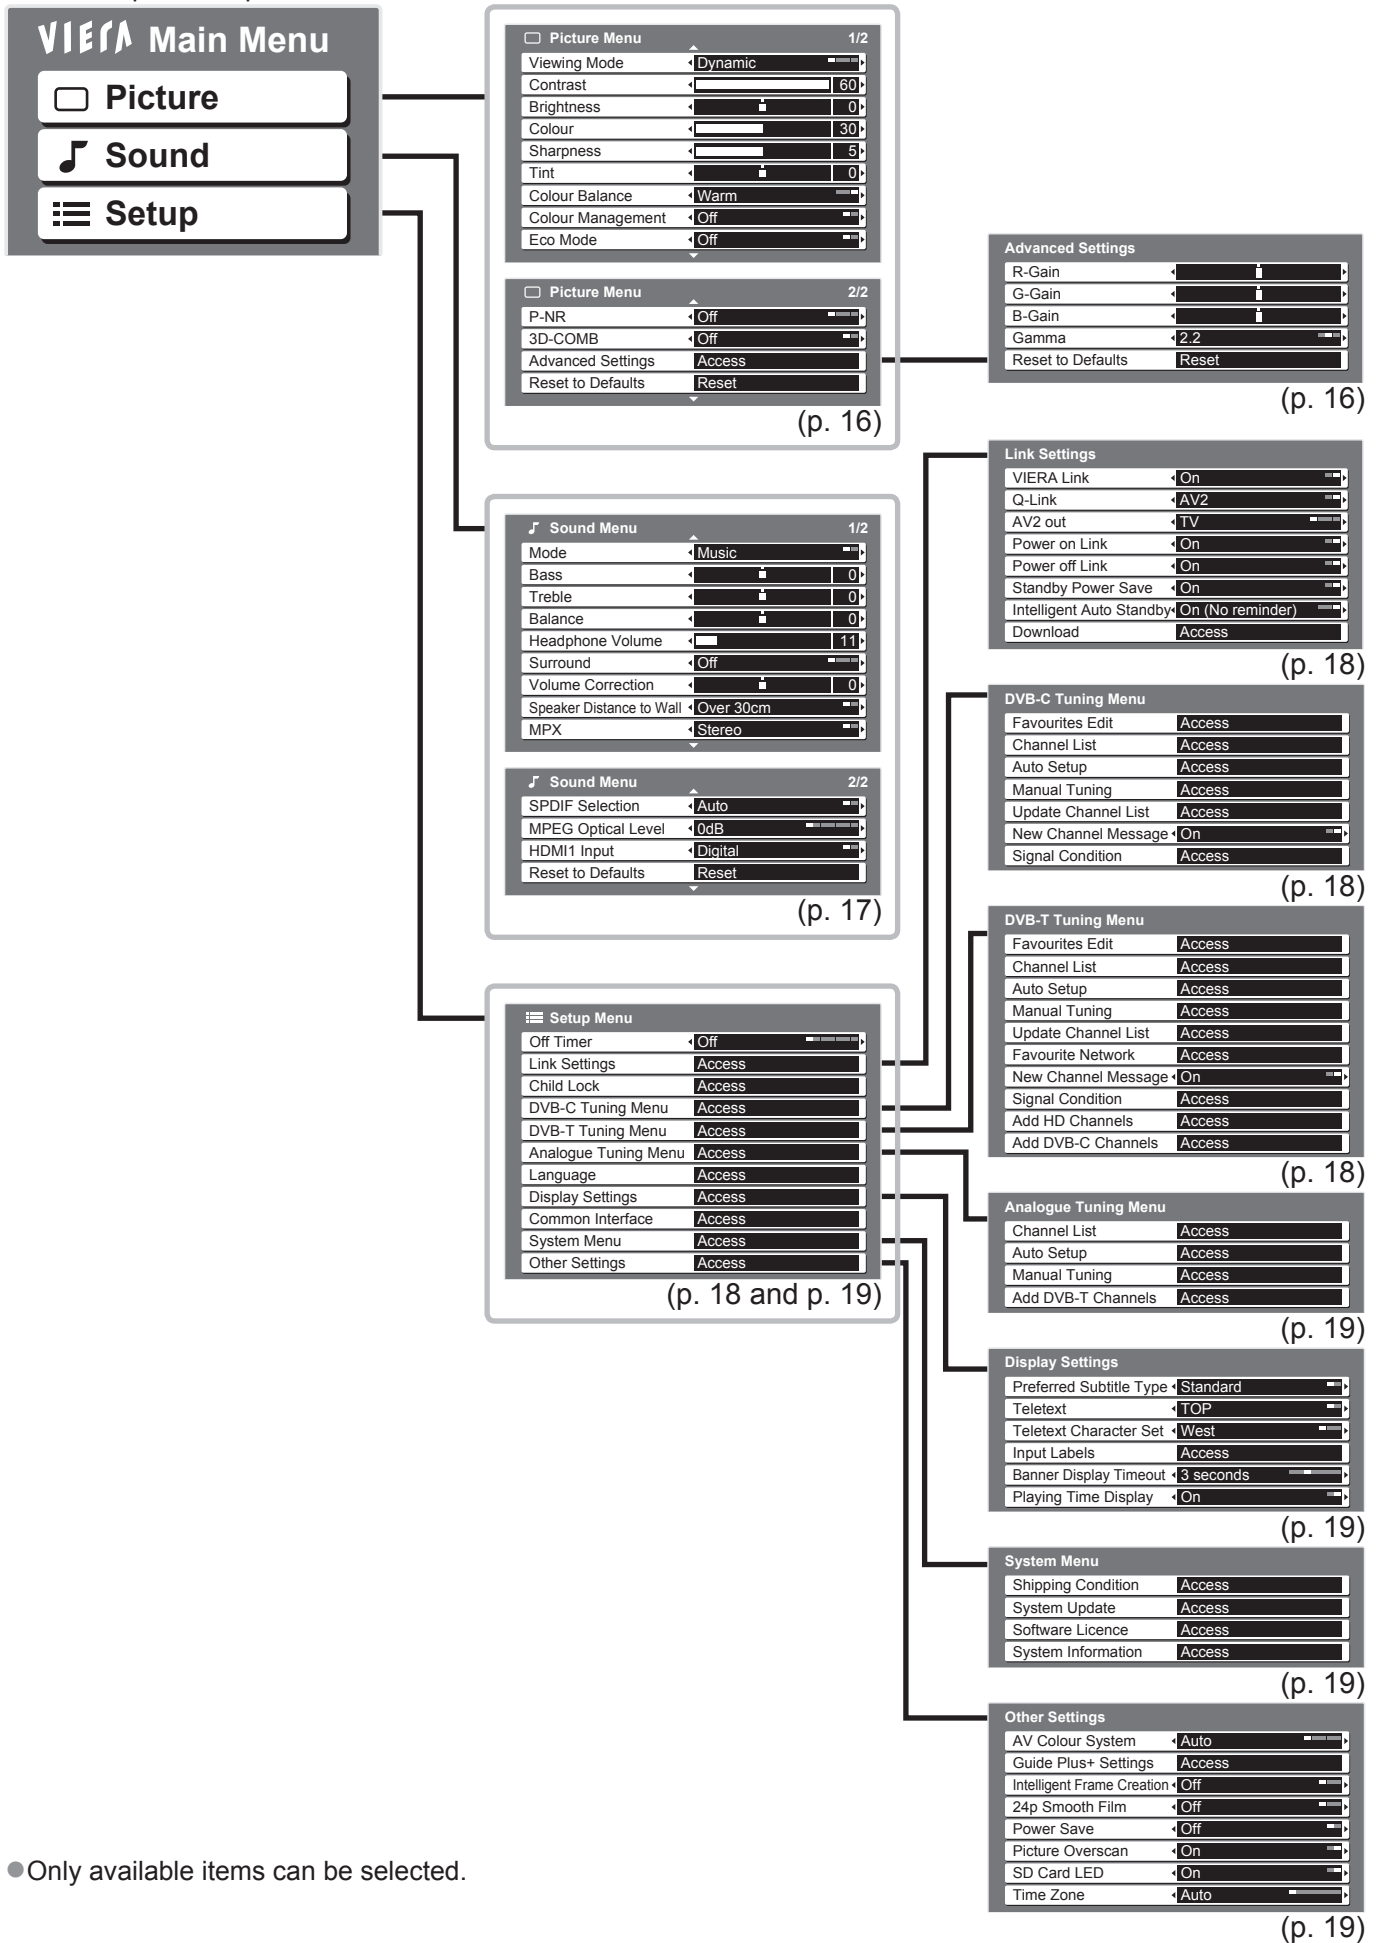 VIERA Main Menu
Picture
Sound
Setup
Picture Menu 1/2
Viewing Mode Dynamic
Contrast 60
Brightness 0
Colour 30
Sharpness 5
Tint 0
Colour Balance Warm
Colour Management Off
Eco Mode Off
Picture Menu 2/2
P-NR Off
3D-COMB Off
Advanced Settings Access
Reset to Defaults Reset
(p. 16)
Advanced Settings
R-Gain
G-Gain
B-Gain
Gamma 2.2
Reset to Defaults Reset
(p. 16)
Sound Menu 1/2
Mode Music
Bass 0
Treble 0
Balance 0
Headphone Volume 11
Surround Off
Volume Correction 0
Speaker Distance to Wall Over 30cm
MPX Stereo
Sound Menu 2/2
SPDIF Selection Auto
MPEG Optical Level 0dB
HDMI1 Input Digital
Reset to Defaults Reset
(p. 17)
Setup Menu
Off Timer Off
Link Settings Access
Child Lock Access
DVB-C Tuning Menu Access
DVB-T Tuning Menu Access
Analogue Tuning Menu Access
Language Access
Display Settings Access
Common Interface Access
System Menu Access
Other Settings Access
(p. 18 and p. 19)
Link Settings
VIERA Link On
Q-Link AV2
AV2 out TV
Power on Link On
Power off Link On
Standby Power Save On
Intelligent Auto Standby On (No reminder)
Download Access
(p. 18)
DVB-C Tuning Menu
Favourites Edit Access
Channel List Access
Auto Setup Access
Manual Tuning Access
Update Channel List Access
New Channel Message On
Signal Condition Access
(p. 18)
DVB-T Tuning Menu
Favourites Edit Access
Channel List Access
Auto Setup Access
Manual Tuning Access
Update Channel List Access
Favourite Network Access
New Channel Message On
Signal Condition Access
Add HD Channels Access
Add DVB-C Channels Access
(p. 18)
Analogue Tuning Menu
Channel List Access
Auto Setup Access
Manual Tuning Access
Add DVB-T Channels Access
(p. 19)
Display Settings
Preferred Subtitle Type Standard
Teletext TOP
Teletext Character Set West
Input Labels Access
Banner Display Timeout 3 seconds
Playing Time Display On
(p. 19)
System Menu
Shipping Condition Access
System Update Access
Software Licence Access
System Information Access
(p. 19)
Other Settings
AV Colour System Auto
Guide Plus+ Settings Access
Intelligent Frame Creation Off
24p Smooth Film Off
Power Save Off
Picture Overscan On
SD Card LED On
Time Zone Auto
(p. 19)
●Only available items can be selected.